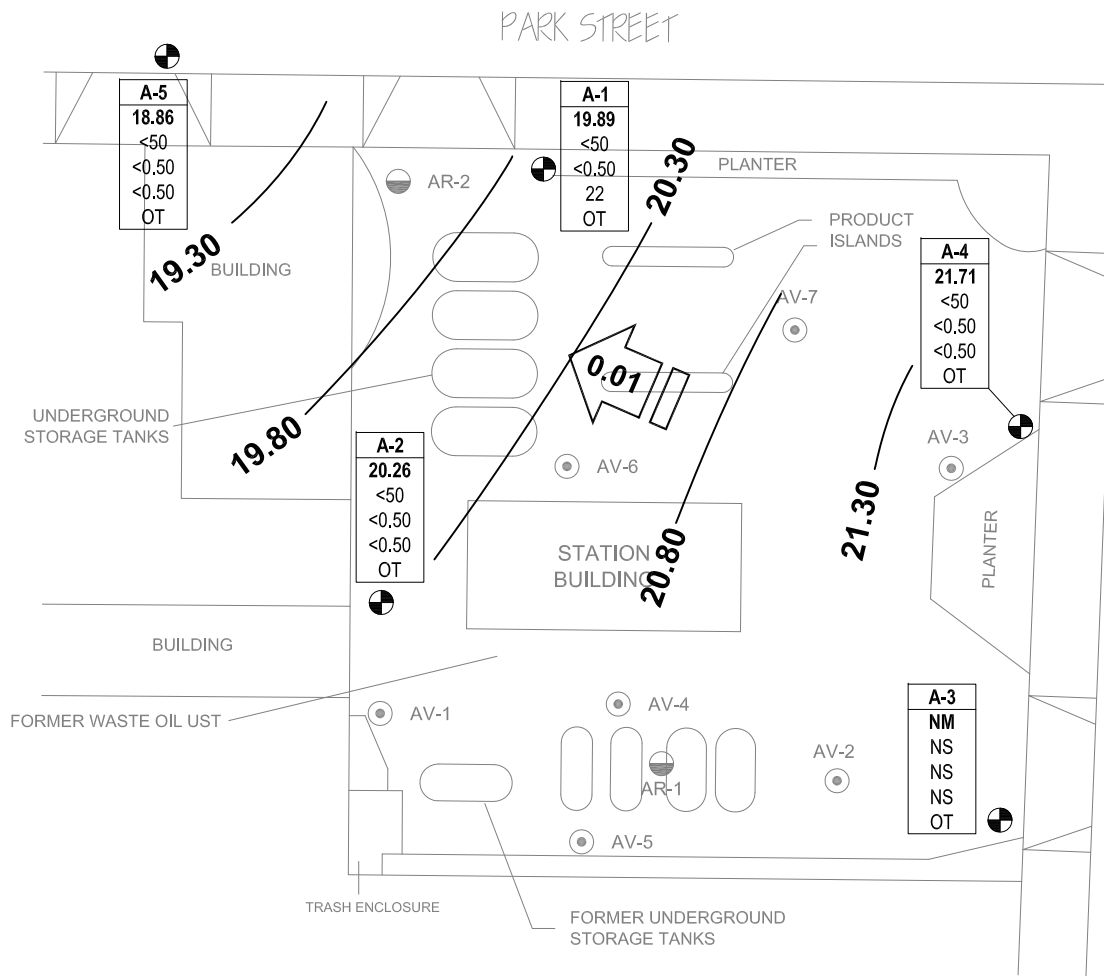 PARK STREET
A-5
18.86
<50
<0.50
<0.50
OT
A-1
19.89
<50
<0.50
22
OT
AR-2
20.30
PLANTER
PRODUCT
ISLANDS
A-4
21.71
<50
<0.50
<0.50
OT
19.30
BUILDING
AV-7
0.01
UNDERGROUND
STORAGE TANKS
19.80
A-2
20.26
<50
<0.50
<0.50
OT
AV-6
AV-3
21.30
STATION
BUILDING
20.80
PLANTER
BUILDING
FORMER WASTE OIL UST
AV-1
AV-4
A-3
NM
NS
NS
NS
OT
AV-2
AR-1
AV-5
TRASH ENCLOSURE
FORMER UNDERGROUND
STORAGE TANKS